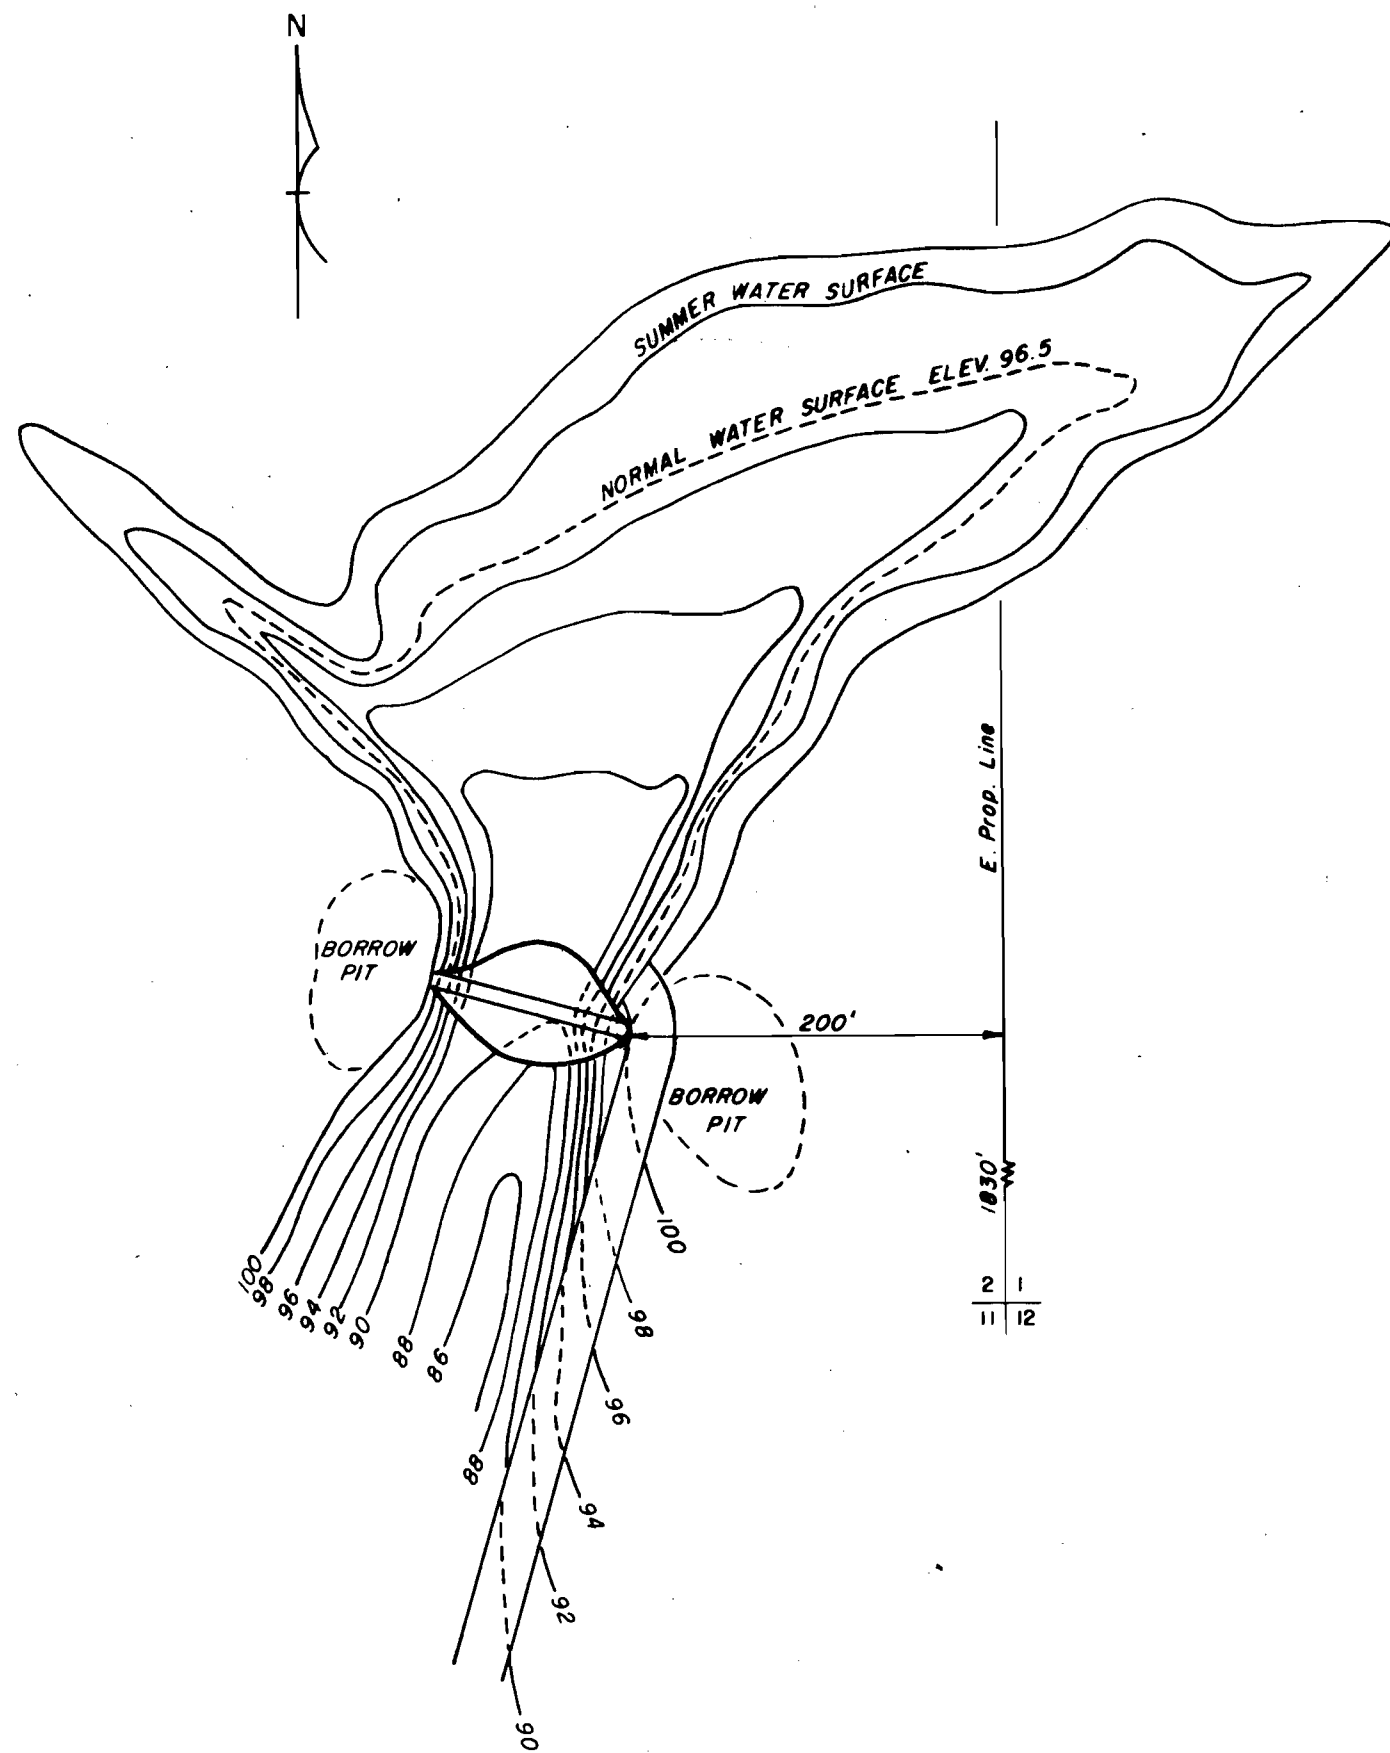 N
SUMMER WATER SURFACE
NORMAL WATER SURFACE ELEV. 96.5
E. Prop. Line
BORROW
PIT
200'
BORROW
PIT
1830'
100
98
96
94
92
90
88
86
88
100
98
96
94
92
90
2 1
11 12